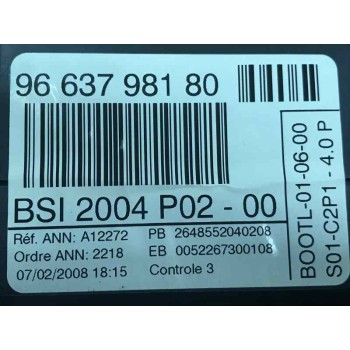 96 637 981 80
BSI 2004 P02 - 00
Réf. ANN: A12272 PB 2648552040208
Ordre ANN: 2218 EB 0052267300108
07/02/2008 18:15 Controle 3
BOOTL-01-06-00
S01-C2P1 - 4.0 P